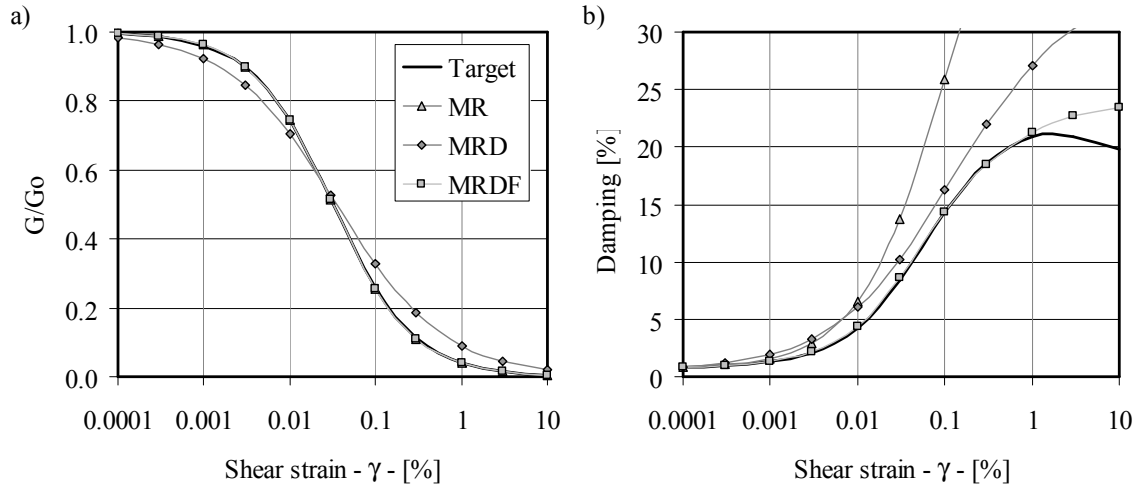 a)
1.0
0.8
0.6
0.4
0.2
0.0
G/Go
0.0001 0.001 0.01 0.1 1 10
Shear strain - γ - [%]
Target
MR
MRD
MRDF
b)
30
25
20
15
10
5
0
Damping [%]
0.0001 0.001 0.01 0.1 1 10
Shear strain - γ - [%]